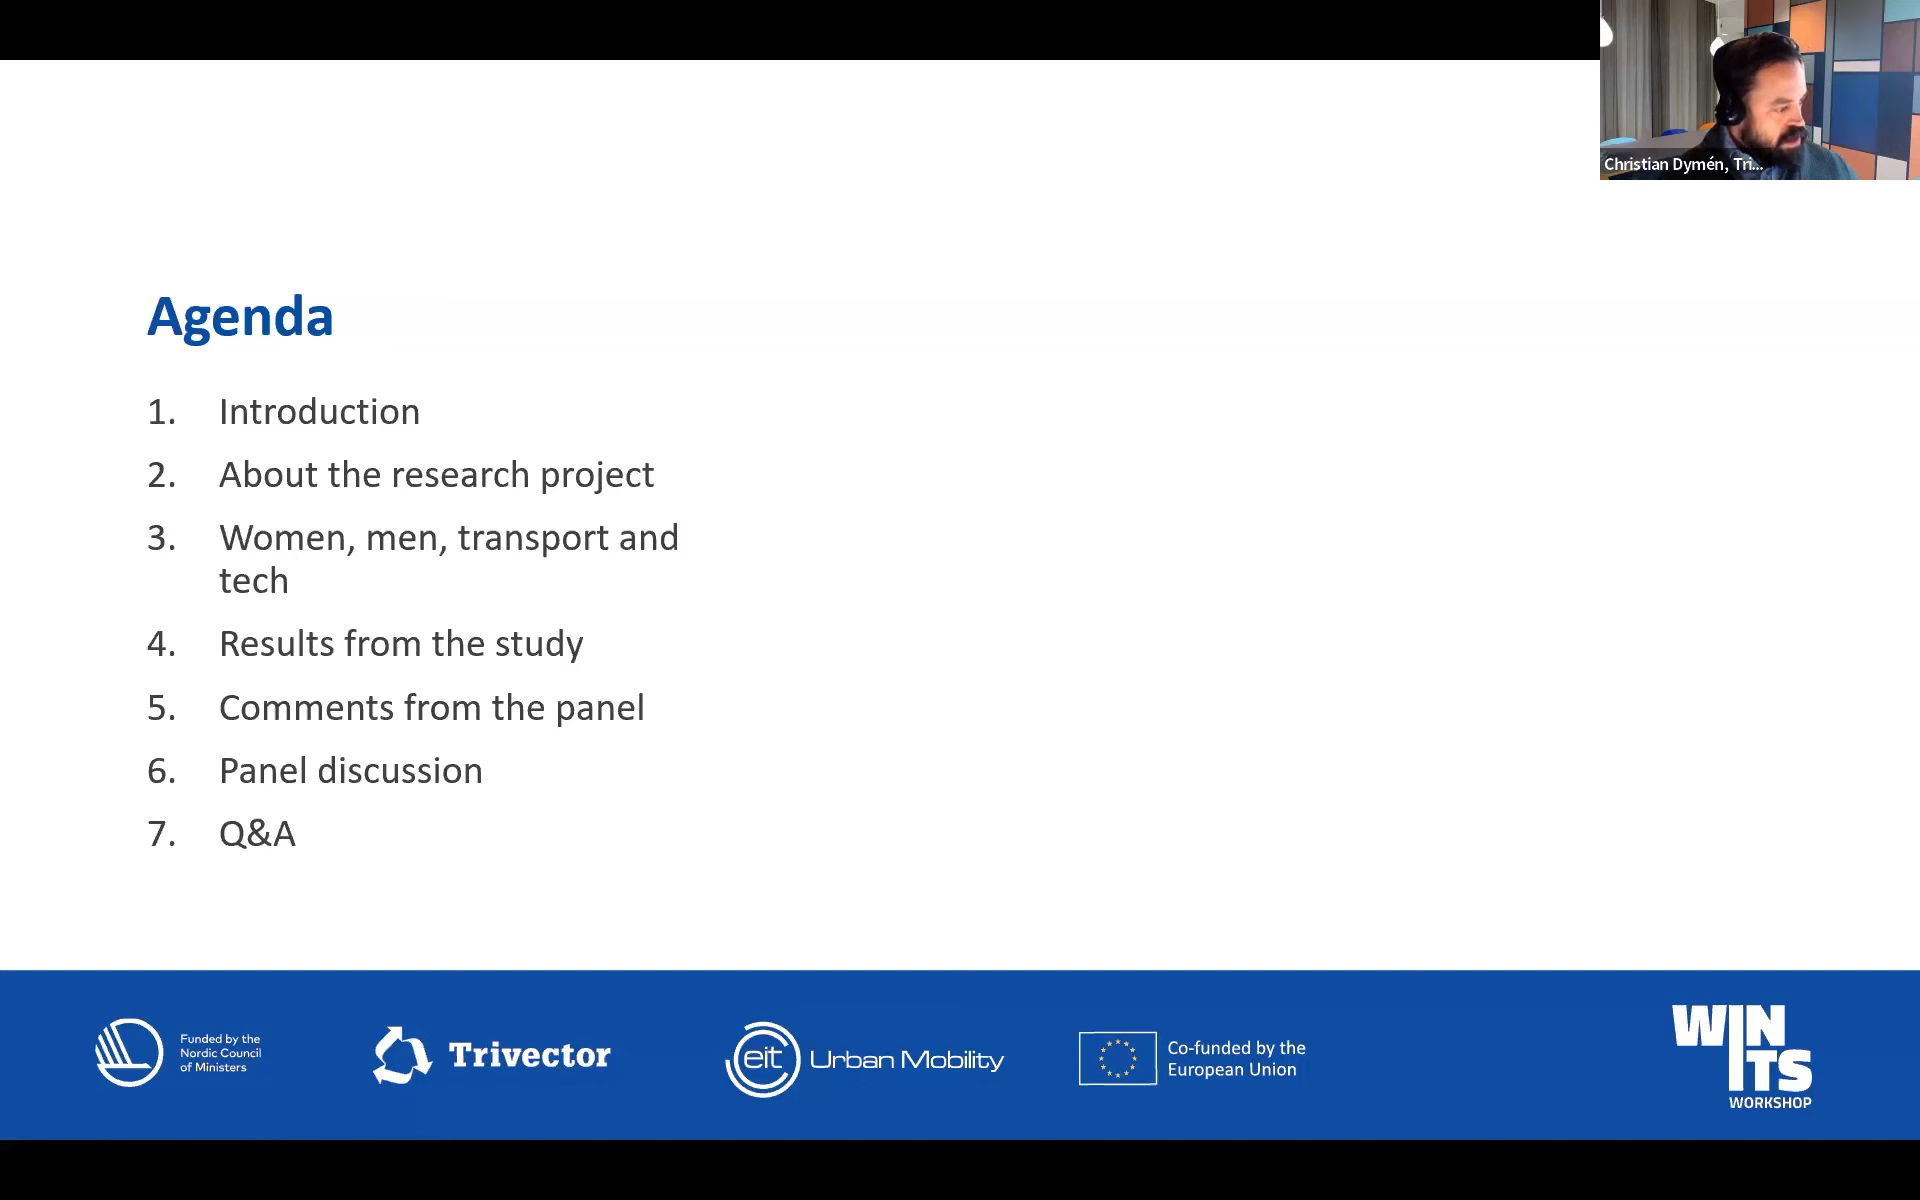 Christian Dymén, Tri...
Agenda
1. Introduction
2. About the research project
3. Women, men, transport and
tech
4. Results from the study
5. Comments from the panel
6. Panel discussion
7. Q&A
Funded by the
Nordic Council
of Ministers
Trivector
eit Urban Mobility
Co-funded by the
European Union
WIN
ITS
WORKSHOP